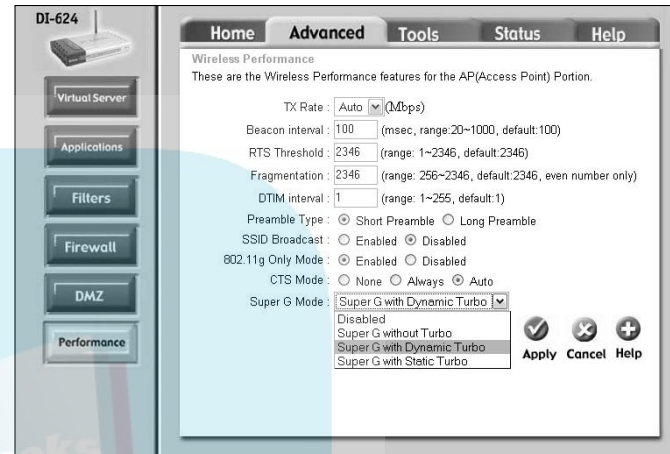 DI-624
Home Advanced Tools Status Help
Virtual Server
Applications
Filters
Firewall
DMZ
Performance
Wireless Performance
These are the Wireless Performance features for the AP(Access Point) Portion.
TX Rate : Auto (Mbps)
Beacon interval : 100 (msec, range:20~1000, default:100)
RTS Threshold : 2346 (range: 1~2346, default:2346)
Fragmentation : 2346 (range: 256~2346, default:2346, even number only)
DTIM interval : 1 (range: 1~255, default:1)
Preamble Type : Short Preamble Long Preamble
SSID Broadcast : Enabled Disabled
802.11g Only Mode : Enabled Disabled
CTS Mode : None Always Auto
Super G Mode : Super G with Dynamic Turbo
Disabled
Super G without Turbo
Super G with Dynamic Turbo
Super G with Static Turbo
Apply Cancel Help